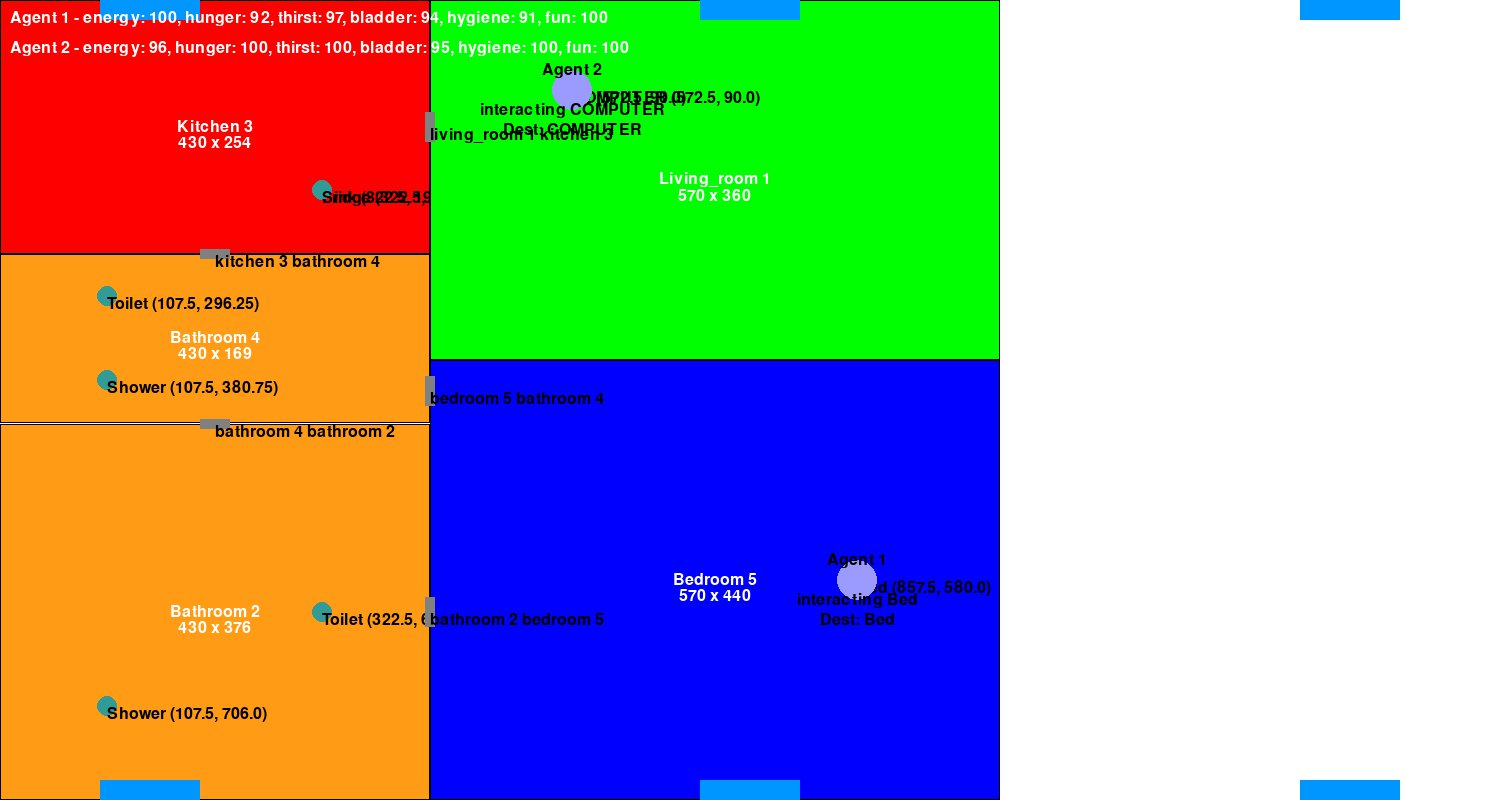 Agent 1 - energy: 100, hunger: 92, thirst: 97, bladder: 94, hygiene: 91, fun: 100
Agent 2 - energy: 96, hunger: 100, thirst: 100, bladder: 95, hygiene: 100, fun: 100
Agent 2
(572.5, 90.0)
interacting COMPUTER
Dest: COMPUTER
living_room 1 kitchen 3
Kitchen 3
430 x 254
Living_room 1
570 x 360
kitchen 3 bathroom 4
Toilet (107.5, 296.25)
Bathroom 4
430 x 169
Shower (107.5, 380.75)
bedroom 5 bathroom 4
bathroom 4 bathroom 2
Agent 1
(857.5, 580.0)
interacting Bed
Dest: Bed
Bedroom 5
570 x 440
Bathroom 2
430 x 376
Toilet (322.5,
bathroom 2 bedroom 5
Shower (107.5, 706.0)